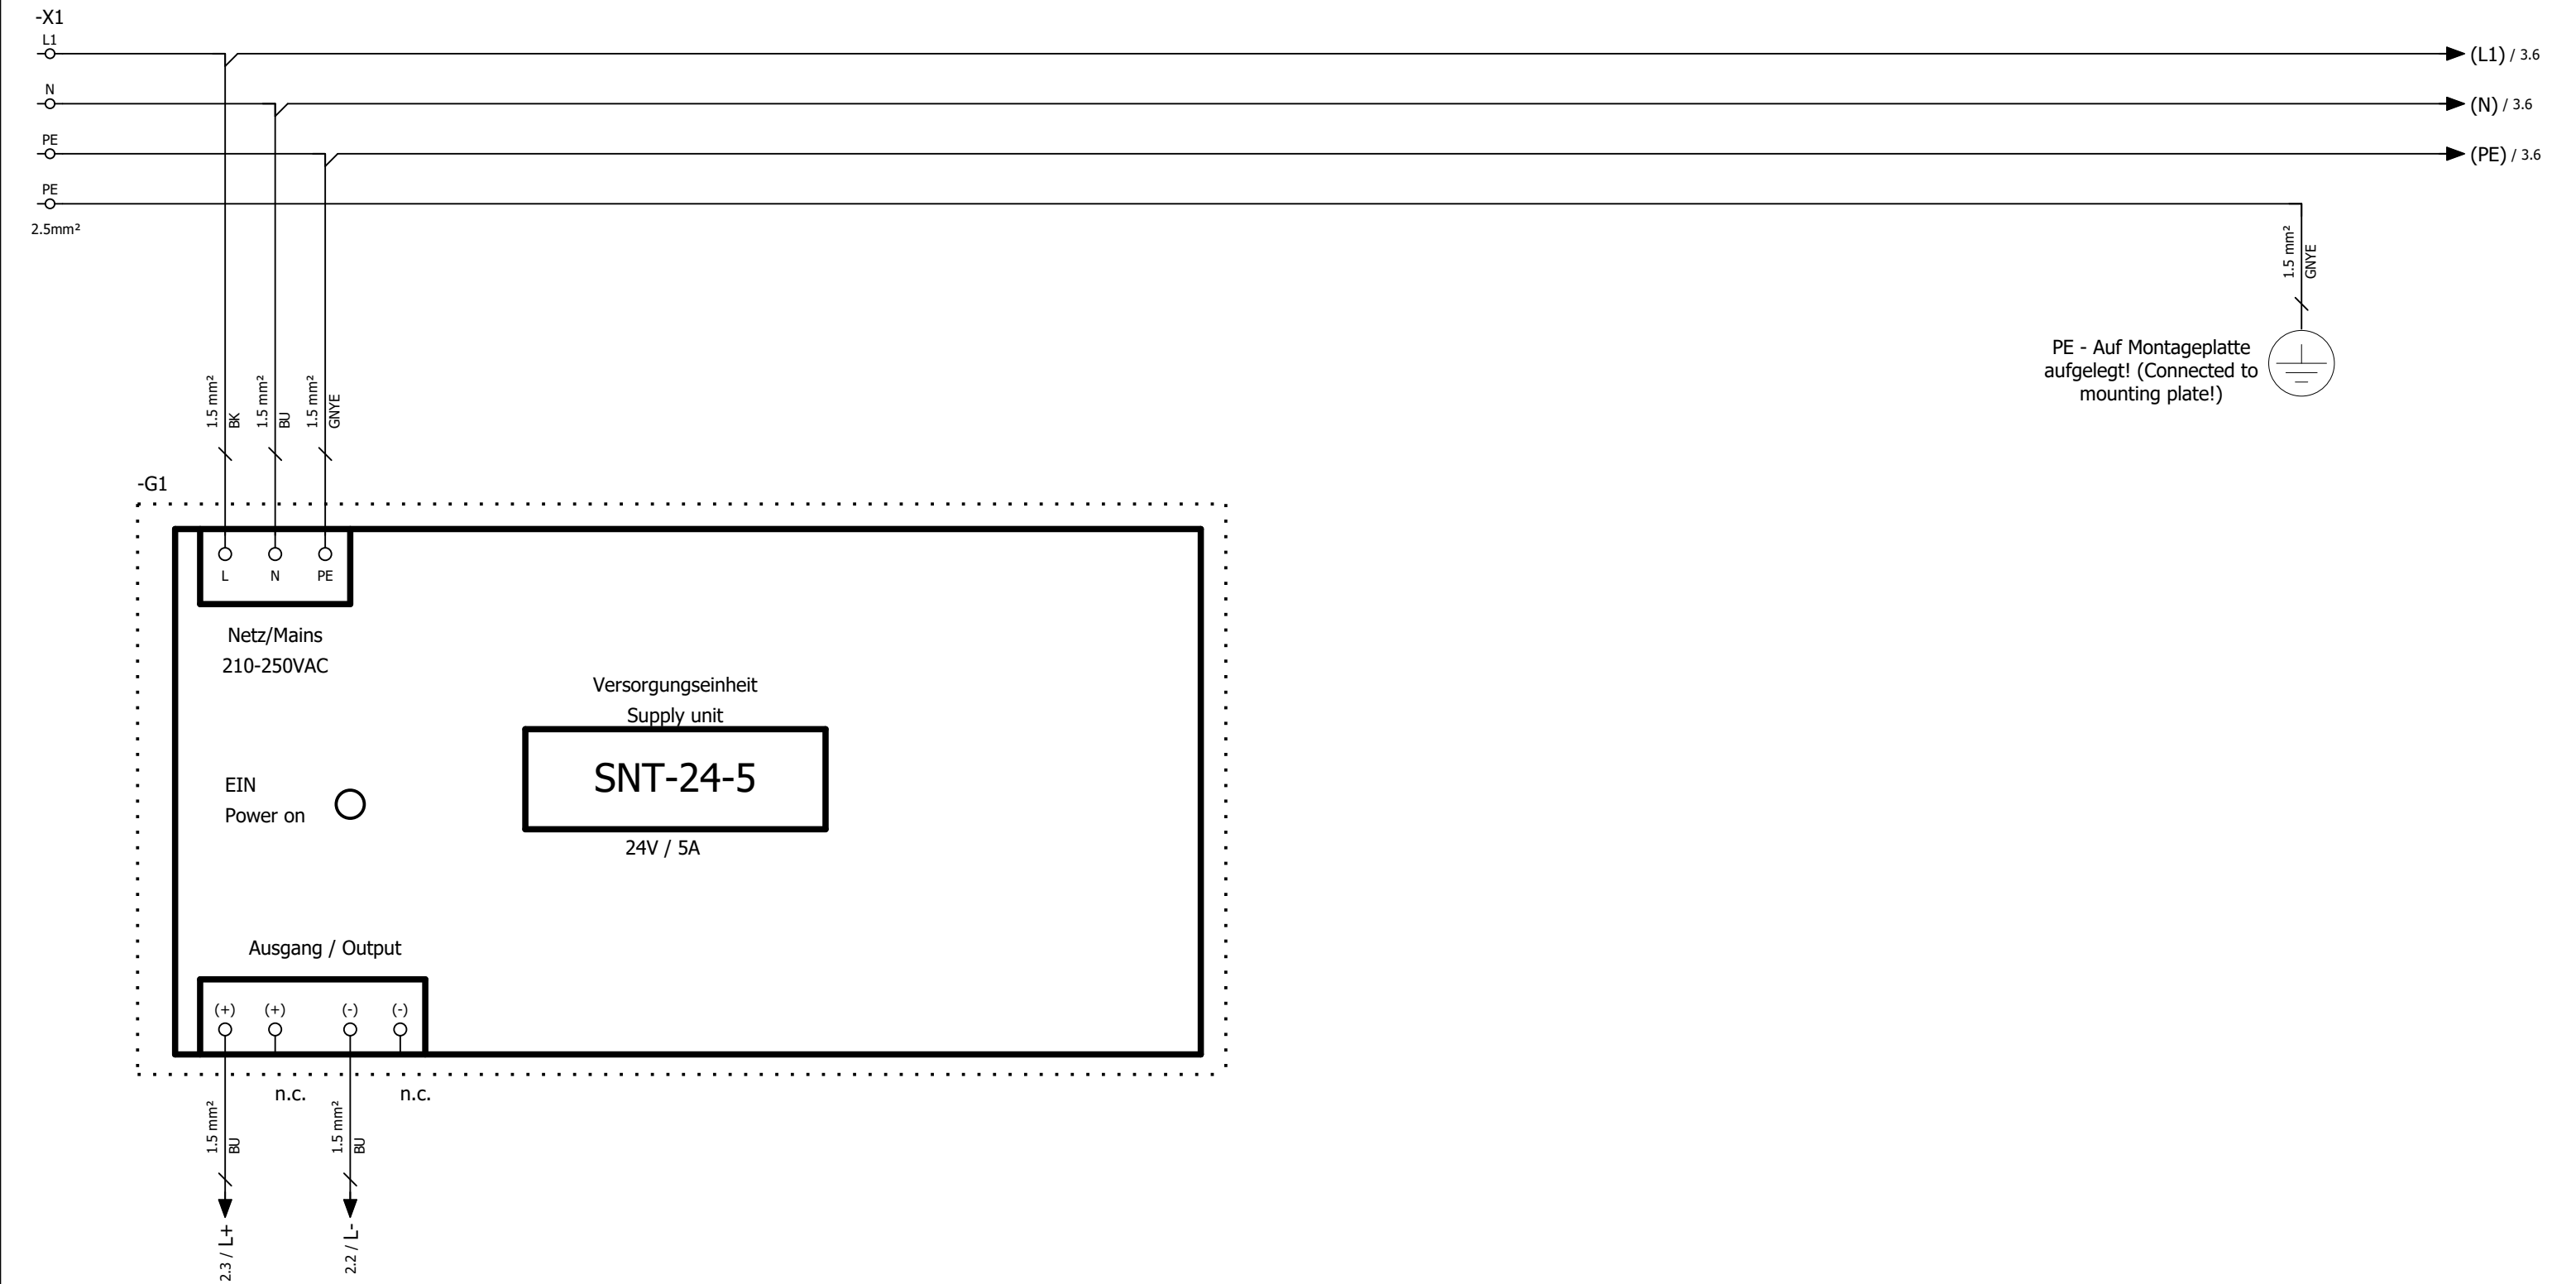 -X1
L1
(L1) / 3.6
N
(N) / 3.6
PE
(PE) / 3.6
PE
2.5mm²
1.5 mm²
GNYE
PE - Auf Montageplatte
aufgelegt! (Connected to
mounting plate!)
1.5 mm²
BK
1.5 mm²
BU
1.5 mm²
GNYE
-G1
L N PE
Netz/Mains
210-250VAC
Versorgungseinheit
Supply unit
SNT-24-5
24V / 5A
EIN
Power on
Ausgang / Output
(+) (+) (-) (-)
n.c. n.c.
1.5 mm²
BU
1.5 mm²
BU
2.3 / L+
2.2 / L-